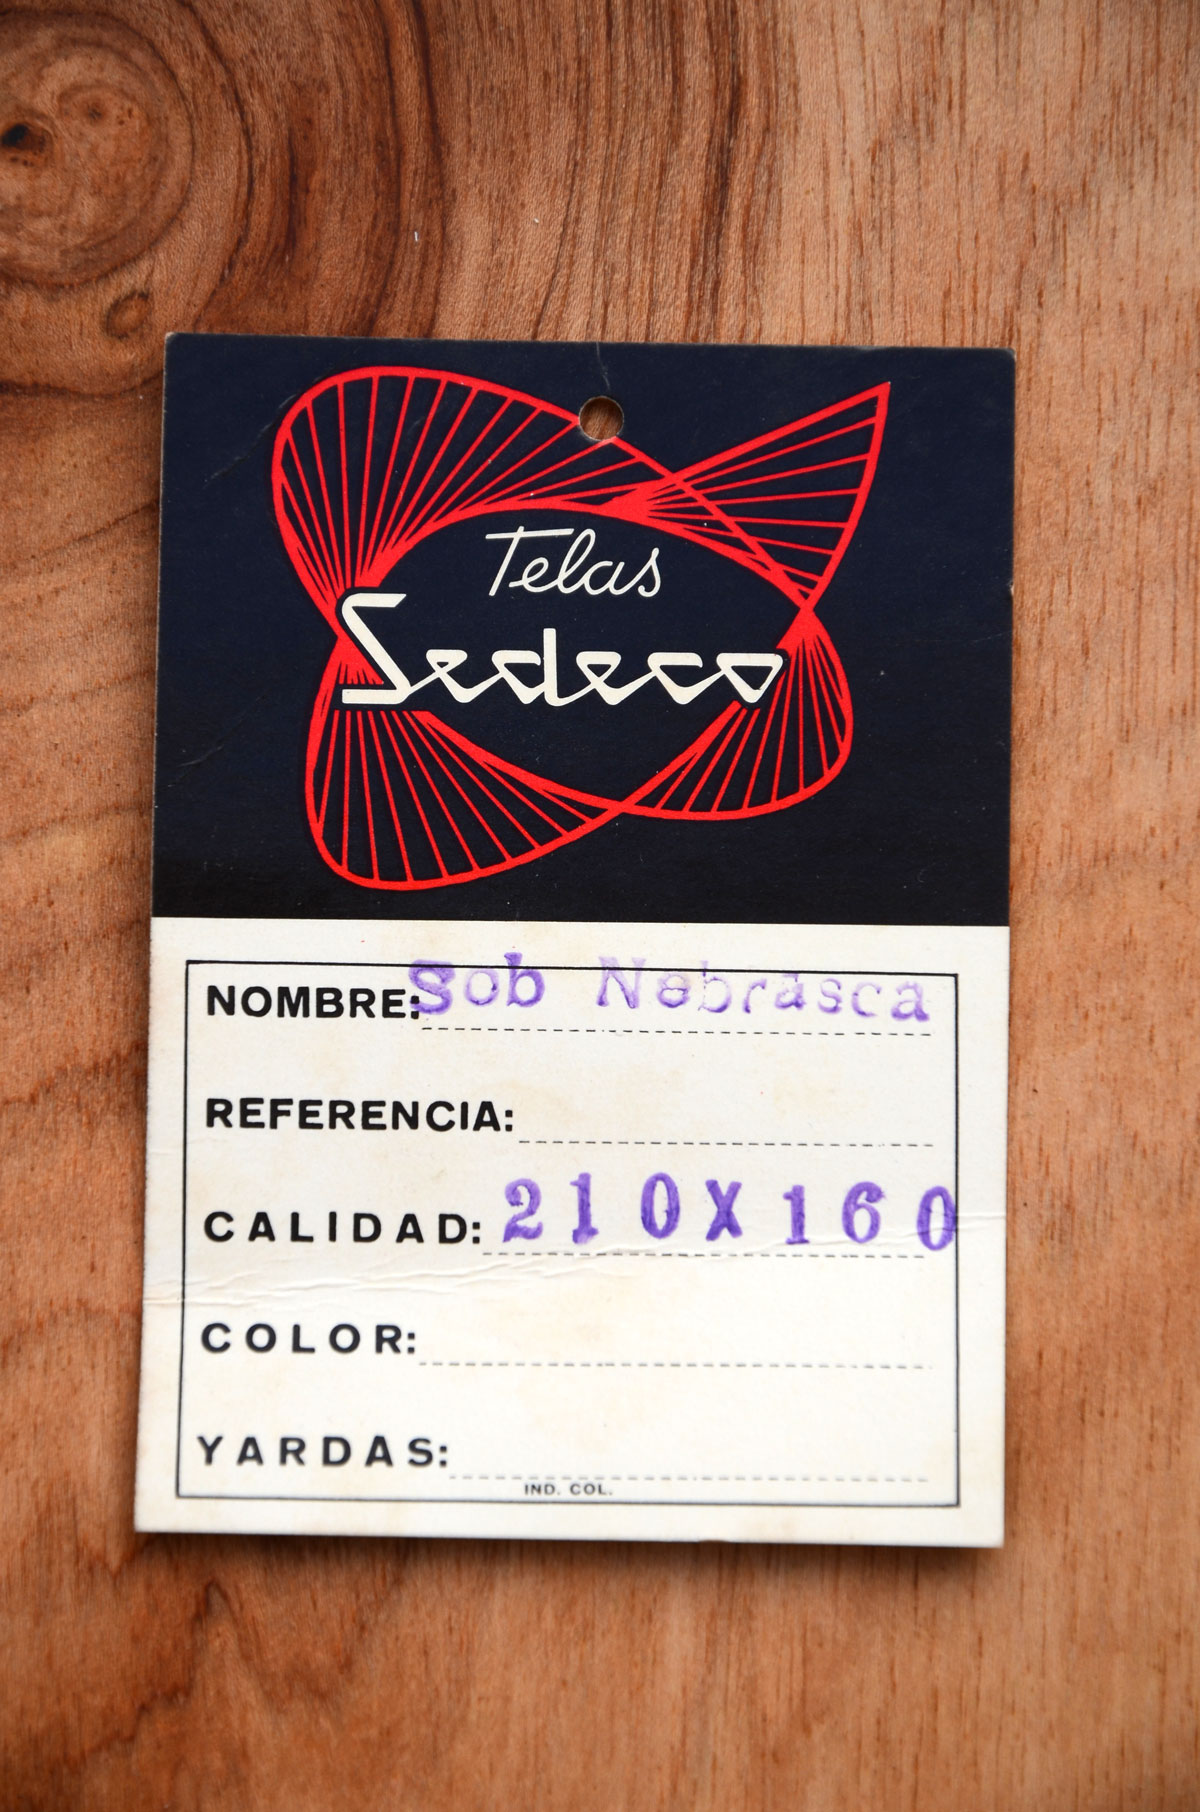 Telas
Sedeco
NOMBRE: Sob Nebrasca
REFERENCIA:
CALIDAD: 210X160
COLOR:
YARDAS:
IND. COL.